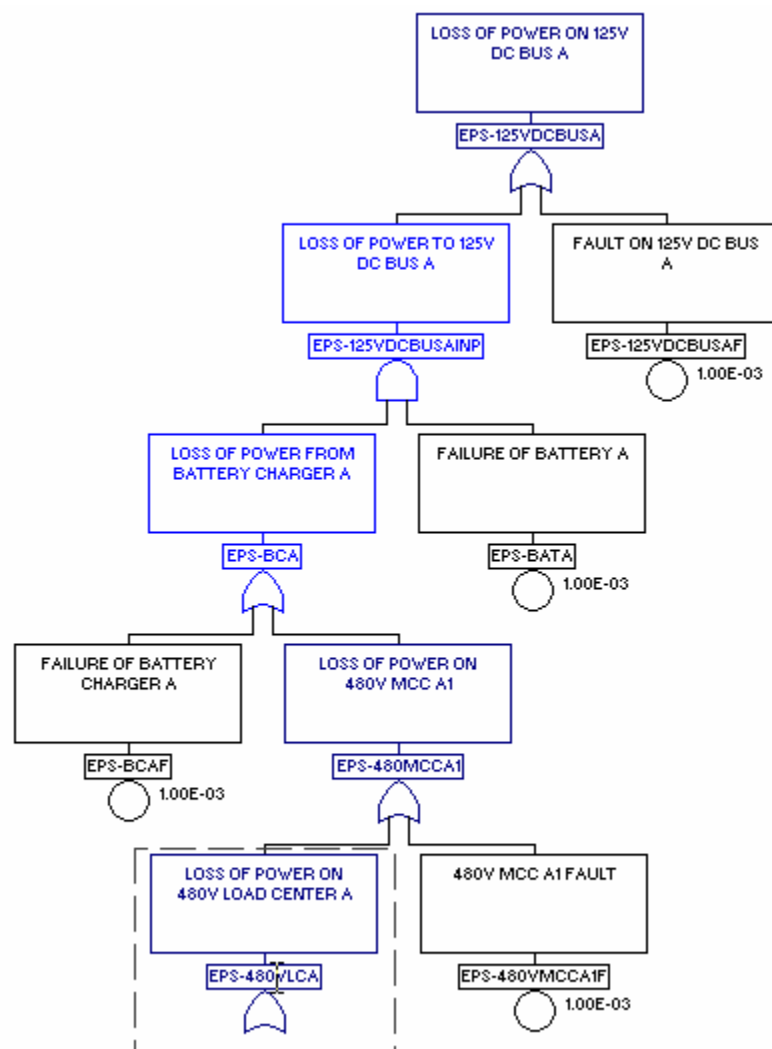 LOSS OF POWER ON 125V
DC BUS A
EPS-125VDCBUSA
LOSS OF POWER TO 125V
DC BUS A
FAULT ON 125V DC BUS
A
EPS-125VDCBUSAINP
EPS-125VDCBUSAF
1.00E-03
LOSS OF POWER FROM
BATTERY CHARGER A
FAILURE OF BATTERY A
EPS-BCA
EPS-BATA
1.00E-03
FAILURE OF BATTERY
CHARGER A
LOSS OF POWER ON
480V MCC A1
EPS-BCAF
EPS-480MCCA1
1.00E-03
LOSS OF POWER ON
480V LOAD CENTER A
480V MCC A1 FAULT
EPS-480VLCA
EPS-480VMCCA1F
1.00E-03